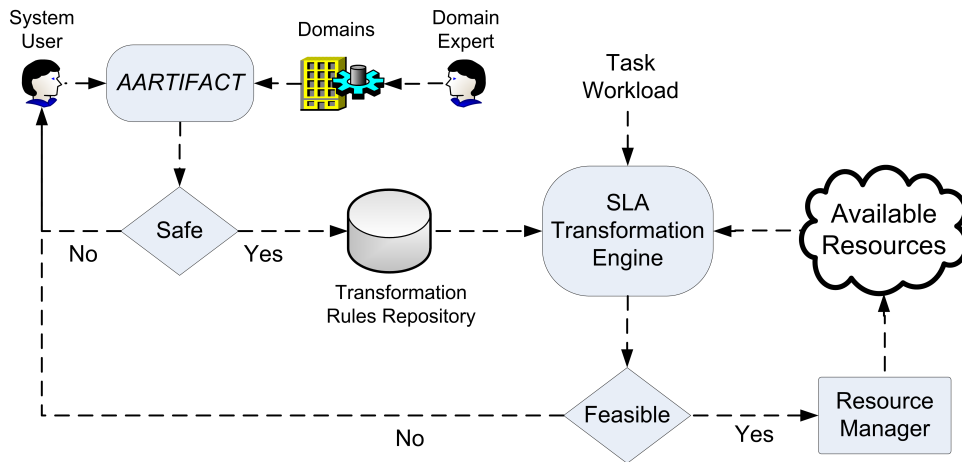 System
User
AARTIFACT
Domains
Domain
Expert
Task
Workload
Safe
No
Yes
Transformation
Rules Repository
SLA
Transformation
Engine
Available
Resources
Feasible
No
Yes
Resource
Manager